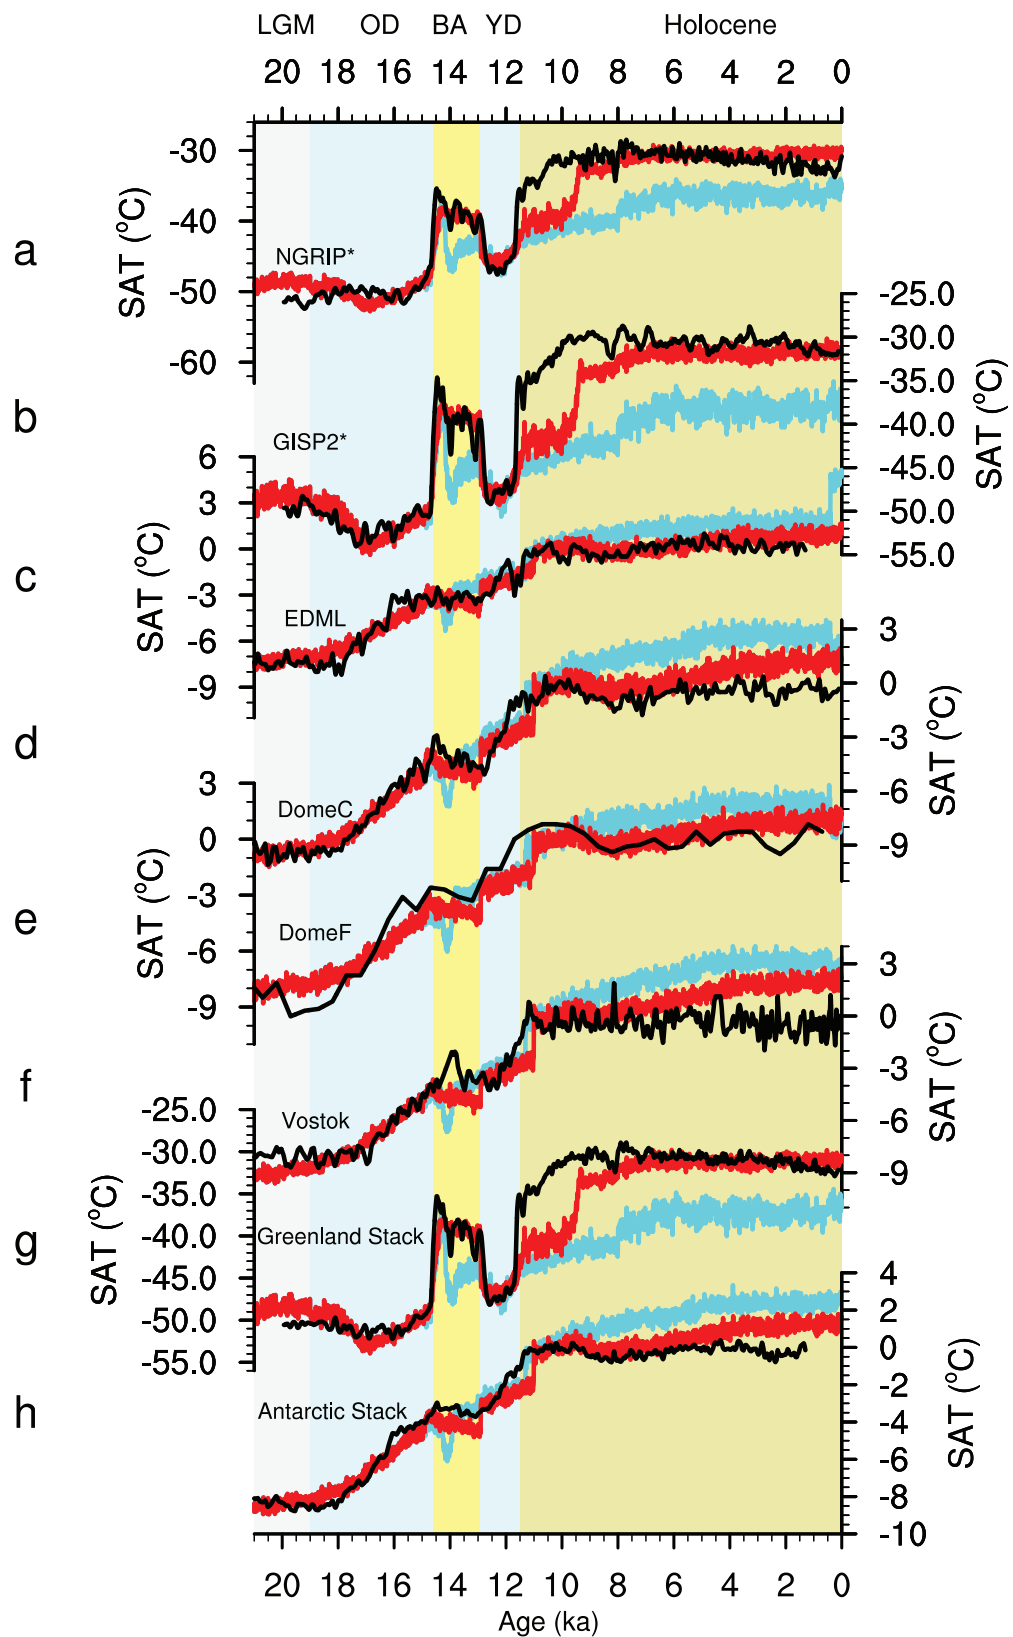 LGM OD BA YD Holocene
20 18 16 14 12 10 8 6 4 2 0
a
SAT (°C)
-30
-40
-50
-60
NGRIP*
b
GISP2*
-25.0
-30.0
-35.0
-40.0
-45.0
-50.0
-55.0
SAT (°C)
c
SAT (°C)
6
3
0
-3
-6
-9
EDML
d
DomeC
3
0
-3
-6
-9
SAT (°C)
e
SAT (°C)
3
0
-3
-6
-9
DomeF
f
Vostok
3
0
-3
-6
-9
SAT (°C)
g
SAT (°C)
-25.0
-30.0
-35.0
-40.0
-45.0
-50.0
-55.0
Greenland Stack
h
Antarctic Stack
4
2
0
-2
-4
-6
-8
-10
SAT (°C)
20 18 16 14 12 10 8 6 4 2 0
Age (ka)